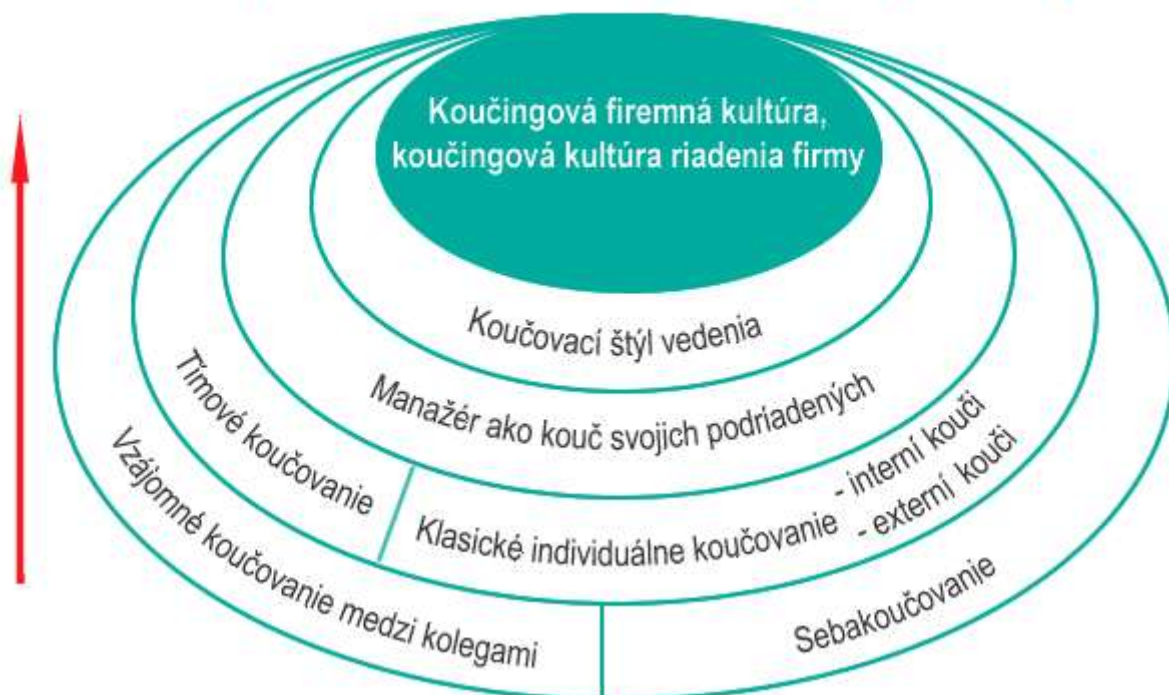 Koučingová firemná kultúra,
koučingová kultúra riadenia firmy
Koučovací štýl vedenia
Manažér ako kouč svojich podriadených
Tímové koučovanie
Klasické individuálne koučovanie
- interní kouči
- externí kouči
Vzájomné koučovanie medzi kolegami
Sebakoučovanie